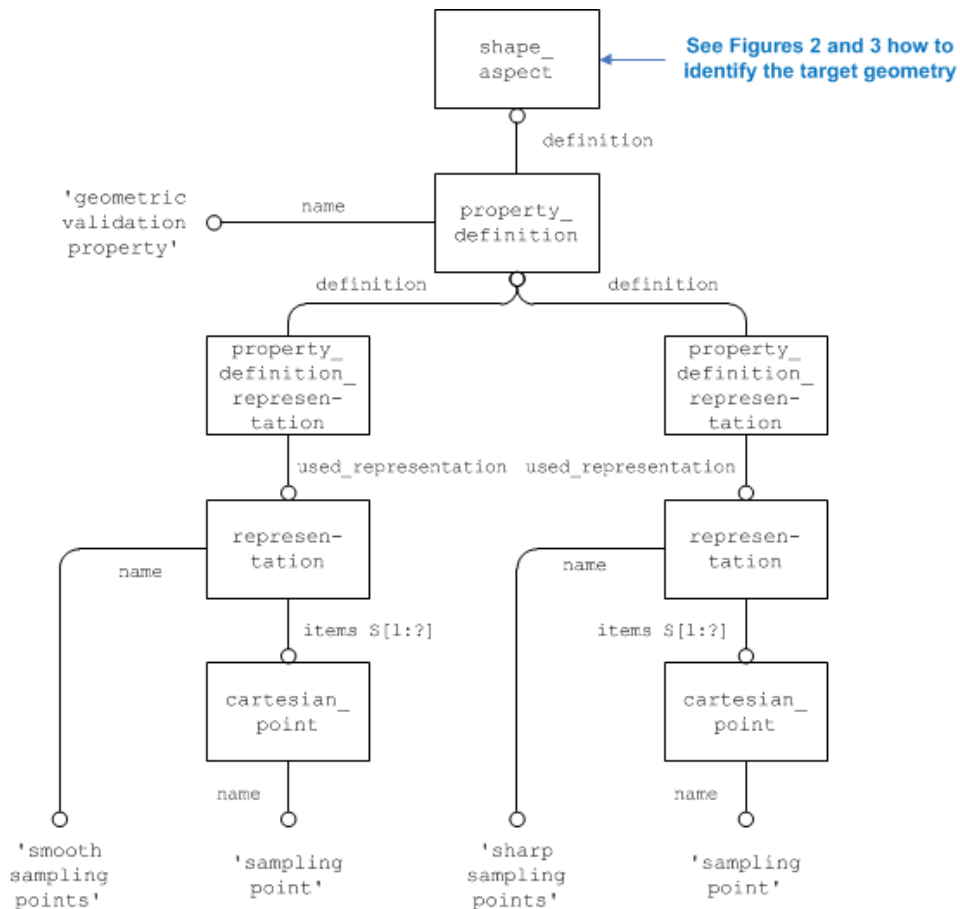 shape_
aspect
See Figures 2 and 3 how to
identify the target geometry
definition
'geometric
validation
property'
name
property_
definition
definition
definition
property_
definition_
represen-
tation
property_
definition_
represen-
tation
used_representation
used_representation
represen-
tation
represen-
tation
name
name
items S[1:?]
items S[1:?]
cartesian_
point
cartesian_
point
name
name
'smooth
sampling
points'
'sampling
point'
'sharp
sampling
points'
'sampling
point'